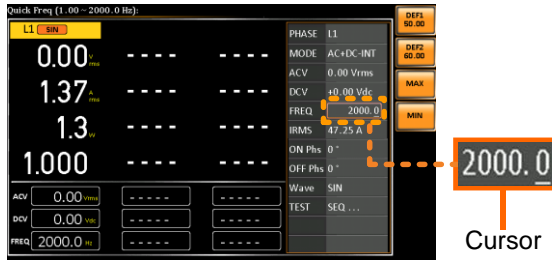 Quick Freq (1.00~2000.0 Hz):
L1 SIN
0.00 Vrms - - - - - - - -
1.37 Arms - - - - - - - -
1.3 W - - - - - - - -
1.000 - - - - - - - -
ACV 0.00 Vrms - - - - - - - - - -
DCV 0.00 Vdc - - - - - - - - - -
FREQ 2000.0 Hz - - - - - - - - - -
PHASE L1
MODE AC+DC-INT
ACV 0.00 Vrms
DCV +0.00 Vdc
FREQ 2000.0
IRMS 47.25 A
ON Phs 0°
OFF Phs 0°
Wave SIN
TEST SEQ ...
DEF1
50.00
DEF2
60.00
MAX
MIN
2000.0
Cursor